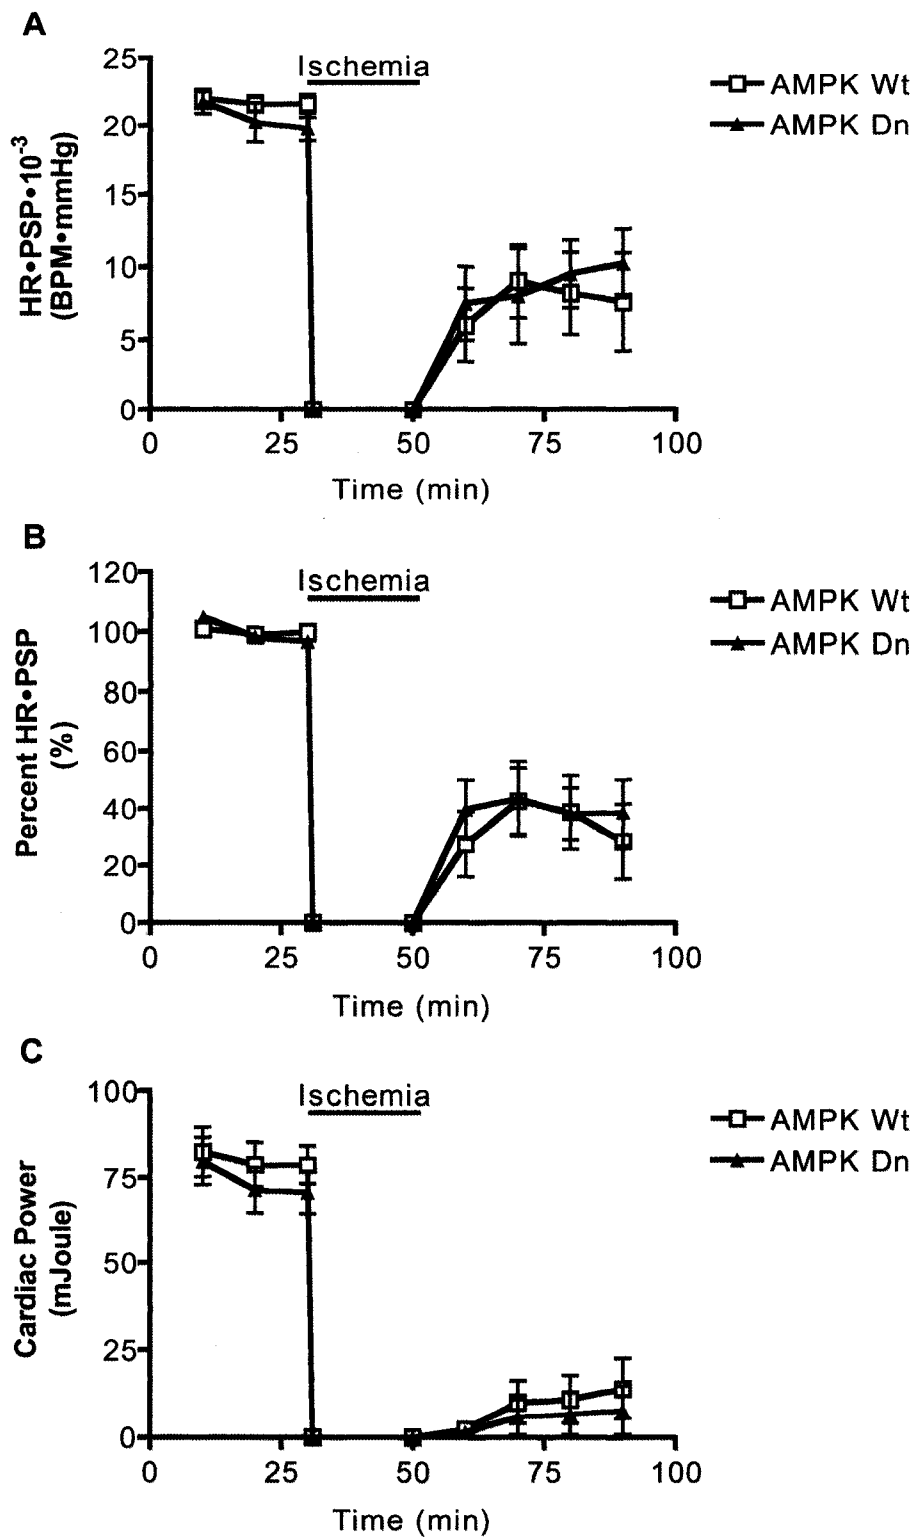 A
Ischemia
AMPK Wt
AMPK Dn
HR•PSP•10-3
(BPM•mmHg)
25
20
15
10
5
0
0 25 50 75 100
Time (min)
B
Ischemia
AMPK Wt
AMPK Dn
Percent HR•PSP
(%)
120
100
80
60
40
20
0
0 25 50 75 100
Time (min)
C
Ischemia
AMPK Wt
AMPK Dn
Cardiac Power
(mJoule)
100
75
50
25
0
0 25 50 75 100
Time (min)